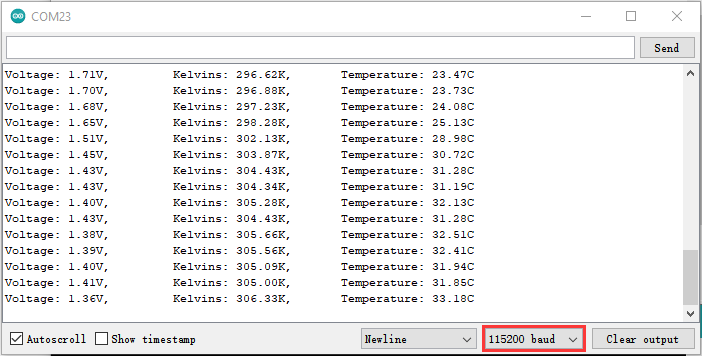 COM23
Send
Voltage: 1.71V, Kelvins: 296.62K, Temperature: 23.47C
Voltage: 1.70V, Kelvins: 296.88K, Temperature: 23.73C
Voltage: 1.68V, Kelvins: 297.23K, Temperature: 24.08C
Voltage: 1.65V, Kelvins: 298.28K, Temperature: 25.13C
Voltage: 1.51V, Kelvins: 302.13K, Temperature: 28.98C
Voltage: 1.45V, Kelvins: 303.87K, Temperature: 30.72C
Voltage: 1.43V, Kelvins: 304.43K, Temperature: 31.28C
Voltage: 1.43V, Kelvins: 304.34K, Temperature: 31.19C
Voltage: 1.40V, Kelvins: 305.28K, Temperature: 32.13C
Voltage: 1.43V, Kelvins: 304.43K, Temperature: 31.28C
Voltage: 1.38V, Kelvins: 305.66K, Temperature: 32.51C
Voltage: 1.39V, Kelvins: 305.56K, Temperature: 32.41C
Voltage: 1.40V, Kelvins: 305.09K, Temperature: 31.94C
Voltage: 1.41V, Kelvins: 305.00K, Temperature: 31.85C
Voltage: 1.36V, Kelvins: 306.33K, Temperature: 33.18C
Autoscroll Show timestamp Newline 115200 baud Clear output